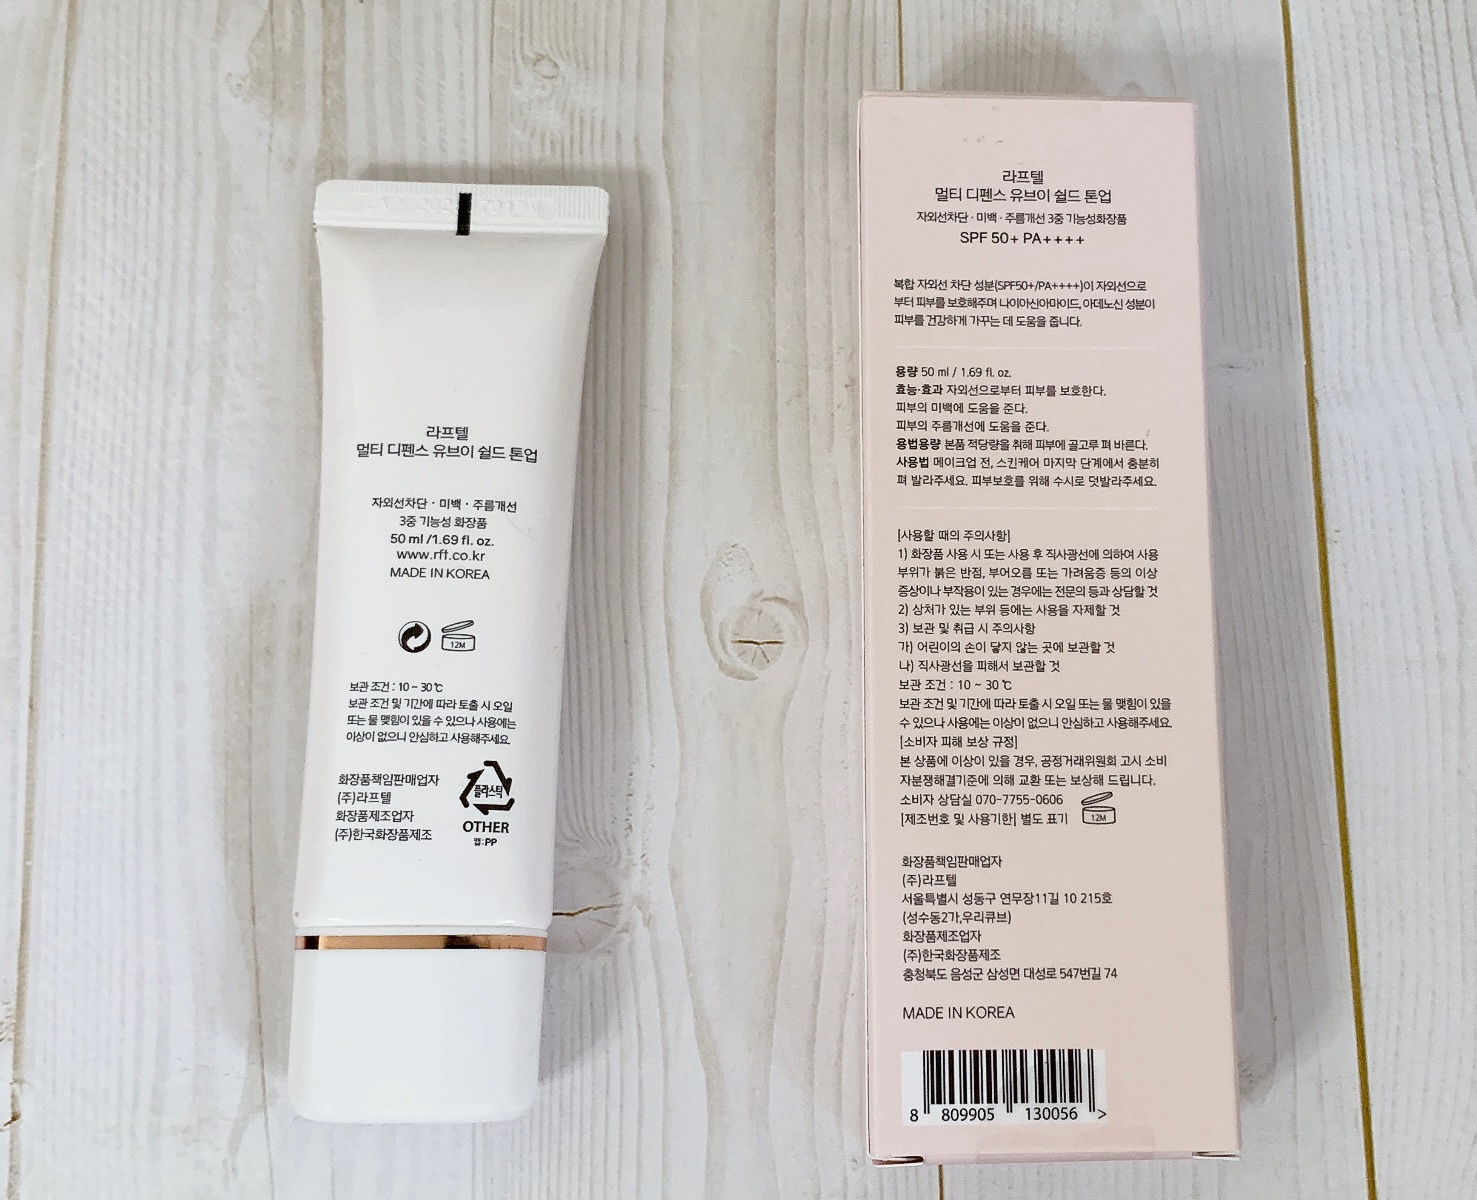 라프텔
멀티 디펜스 유브이 쉴드 톤업
자외선차단 · 미백 · 주름개선
3중 기능성 화장품
50 ml /1.69 fl. oz.
www.rft.co.kr
MADE IN KOREA
12M
보관 조건 : 10 ~ 30 ℃
보관 조건 및 기간에 따라 토출 시 오일
또는 물 맺힘이 있을 수 있으나 사용에는
이상이 없으니 안심하고 사용해주세요.
화장품책임판매업자
(주)라프텔
화장품제조업자
(주)한국화장품제조
플라스틱
OTHER
캡:PP
라프텔
멀티 디펜스 유브이 쉴드 톤업
자외선차단 · 미백 · 주름개선 3중 기능성화장품
SPF 50+ PA++++
복합 자외선 차단 성분(SPF50+/PA++++)이 자외선으로
부터 피부를 보호해주며 나이아신아마이드, 아데노신 성분이
피부를 건강하게 가꾸는 데 도움을 줍니다.
용량 50 ml / 1.69 fl. oz.
효능·효과 자외선으로부터 피부를 보호한다.
피부의 미백에 도움을 준다.
피부의 주름개선에 도움을 준다.
용법용량 본품 적당량을 취해 피부에 골고루 펴 바른다.
사용법 메이크업 전, 스킨케어 마지막 단계에서 충분히
펴 발라주세요. 피부보호를 위해 수시로 덧발라주세요.
[사용할 때의 주의사항]
1) 화장품 사용 시 또는 사용 후 직사광선에 의하여 사용
부위가 붉은 반점, 부어오름 또는 가려움증 등의 이상
증상이나 부작용이 있는 경우에는 전문의 등과 상담할 것
2) 상처가 있는 부위 등에는 사용을 자제할 것
3) 보관 및 취급 시 주의사항
가) 어린이의 손이 닿지 않는 곳에 보관할 것
나) 직사광선을 피해서 보관할 것
보관 조건 : 10 ~ 30 ℃
보관 조건 및 기간에 따라 토출 시 오일 또는 물 맺힘이 있을
수 있으나 사용에는 이상이 없으니 안심하고 사용해주세요.
[소비자 피해 보상 규정]
본 상품에 이상이 있을 경우, 공정거래위원회 고시 소비
자분쟁해결기준에 의해 교환 또는 보상해 드립니다.
소비자 상담실 070-7755-0606
[제조번호 및 사용기한] 별도 표기
12M
화장품책임판매업자
(주)라프텔
서울특별시 성동구 연무장11길 10 215호
(성수동2가,우리큐브)
화장품제조업자
(주)한국화장품제조
충청북도 음성군 삼성면 대성로 547번길 74
MADE IN KOREA
8 809905 130056 >